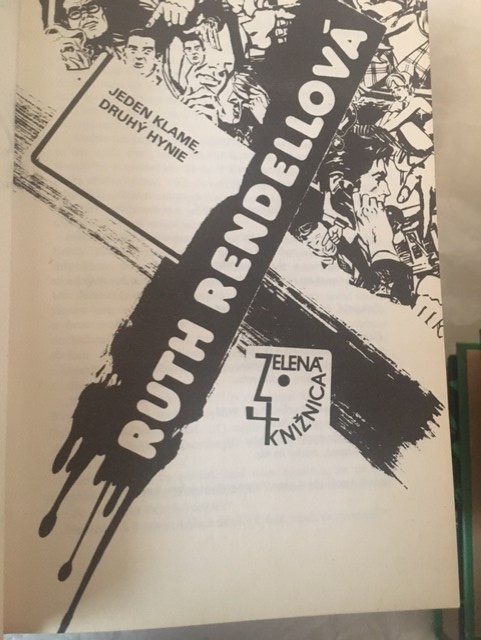 JEDEN KLAME,
DRUHÝ HYNIE
RUTH RENDELLOVÁ
ZELENÁ
KNIŽNICA